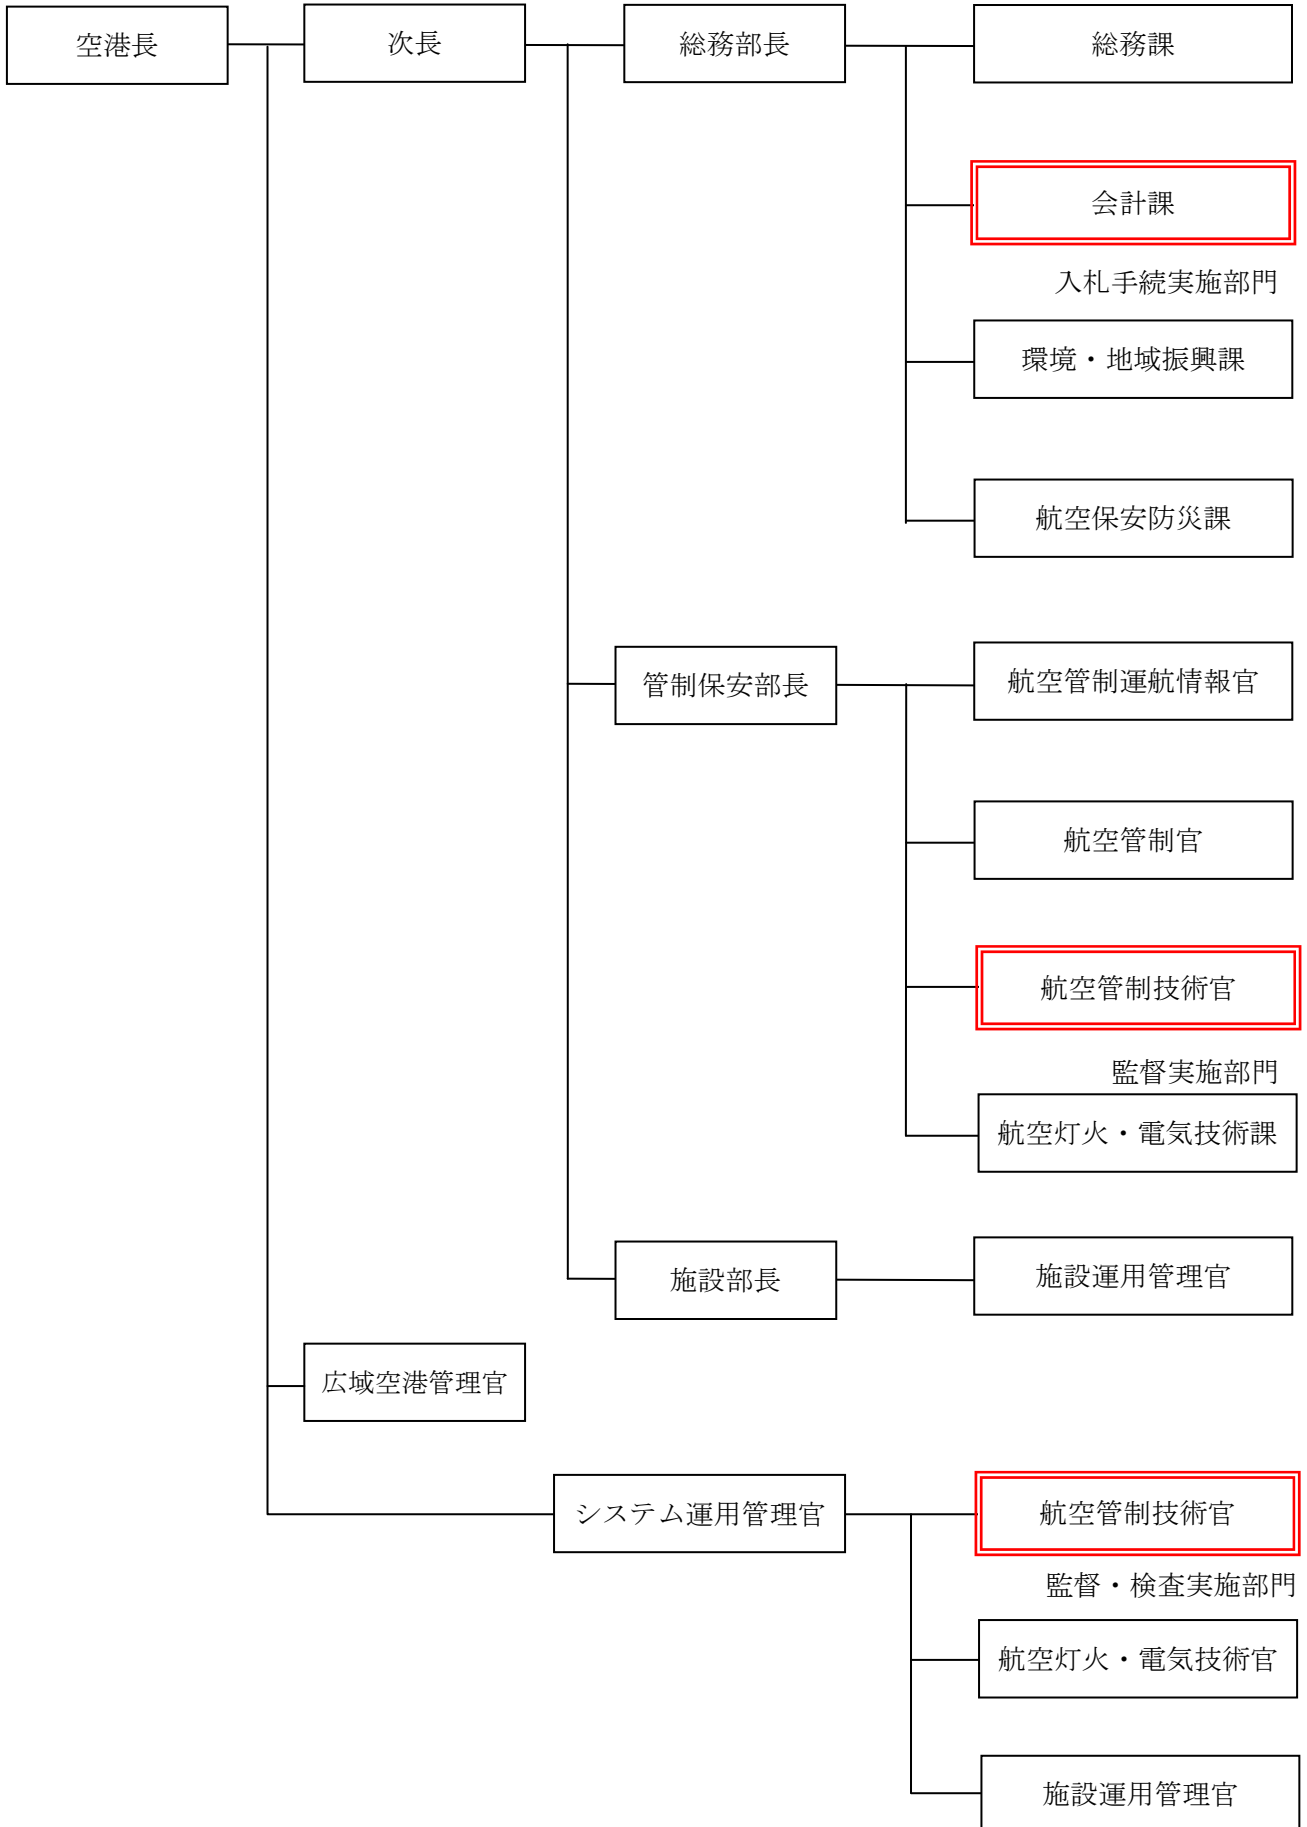 空港長
次長
総務部長
総務課
会計課
入札手続実施部門
環境・地域振興課
航空保安防災課
管制保安部長
航空管制運航情報官
航空管制官
航空管制技術官
監督実施部門
航空灯火・電気技術課
施設部長
施設運用管理官
広域空港管理官
システム運用管理官
航空管制技術官
監督・検査実施部門
航空灯火・電気技術官
施設運用管理官